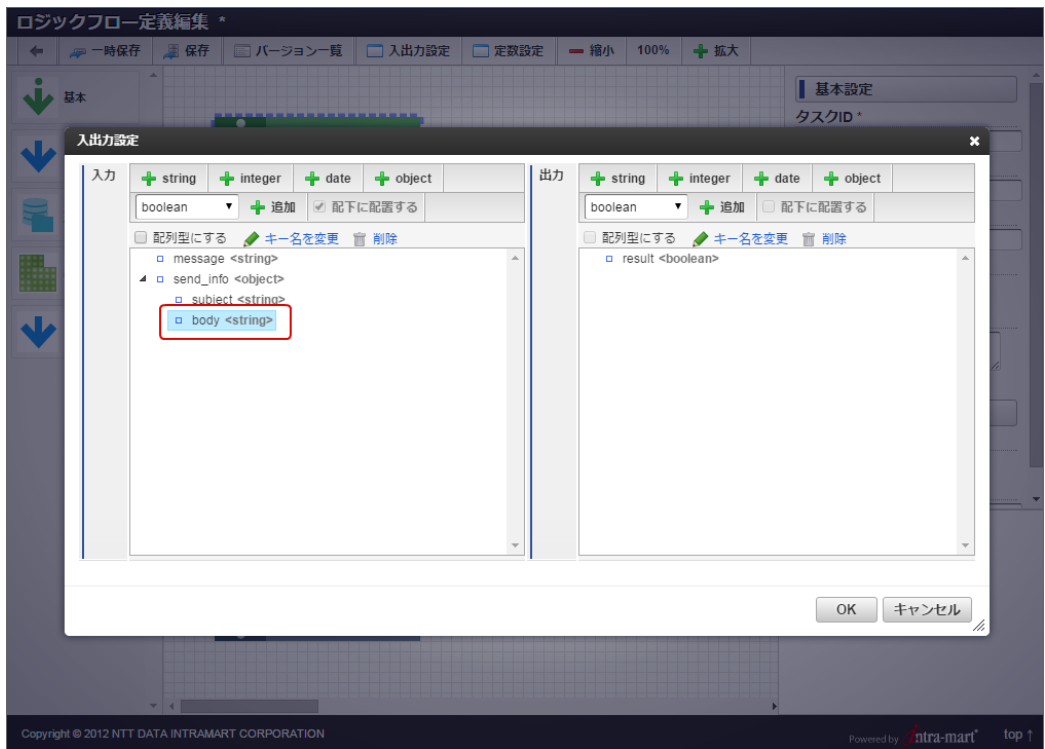 ロジックフロー定義編集 *
一時保存 保存 バージョン一覧 入出力設定 定数設定 縮小 100% 拡大
基本
基本設定
タスクID *
入出力設定
入力 string integer date object
boolean 追加 配下に配置する
配列型にする キー名を変更 削除
message <string>
send_info <object>
subject <string>
body <string>
出力 string integer date object
boolean 追加 配下に配置する
配列型にする キー名を変更 削除
result <boolean>
OK キャンセル
Copyright © 2012 NTT DATA INTRAMART CORPORATION
Powered by intra-mart top ↑